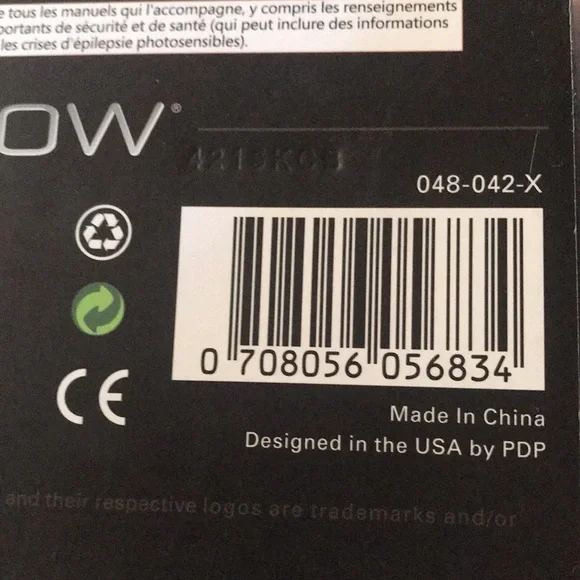 e tous les manuels qui l'accompagne, y compris les renseignements
portants de sécurité et de santé (qui peut inclure des informations
les crises d'épilepsie photosensibles).
OW®
048-042-X
0 708056 056834
CE
Made In China
Designed in the USA by PDP
and their respective logos are trademarks and/or